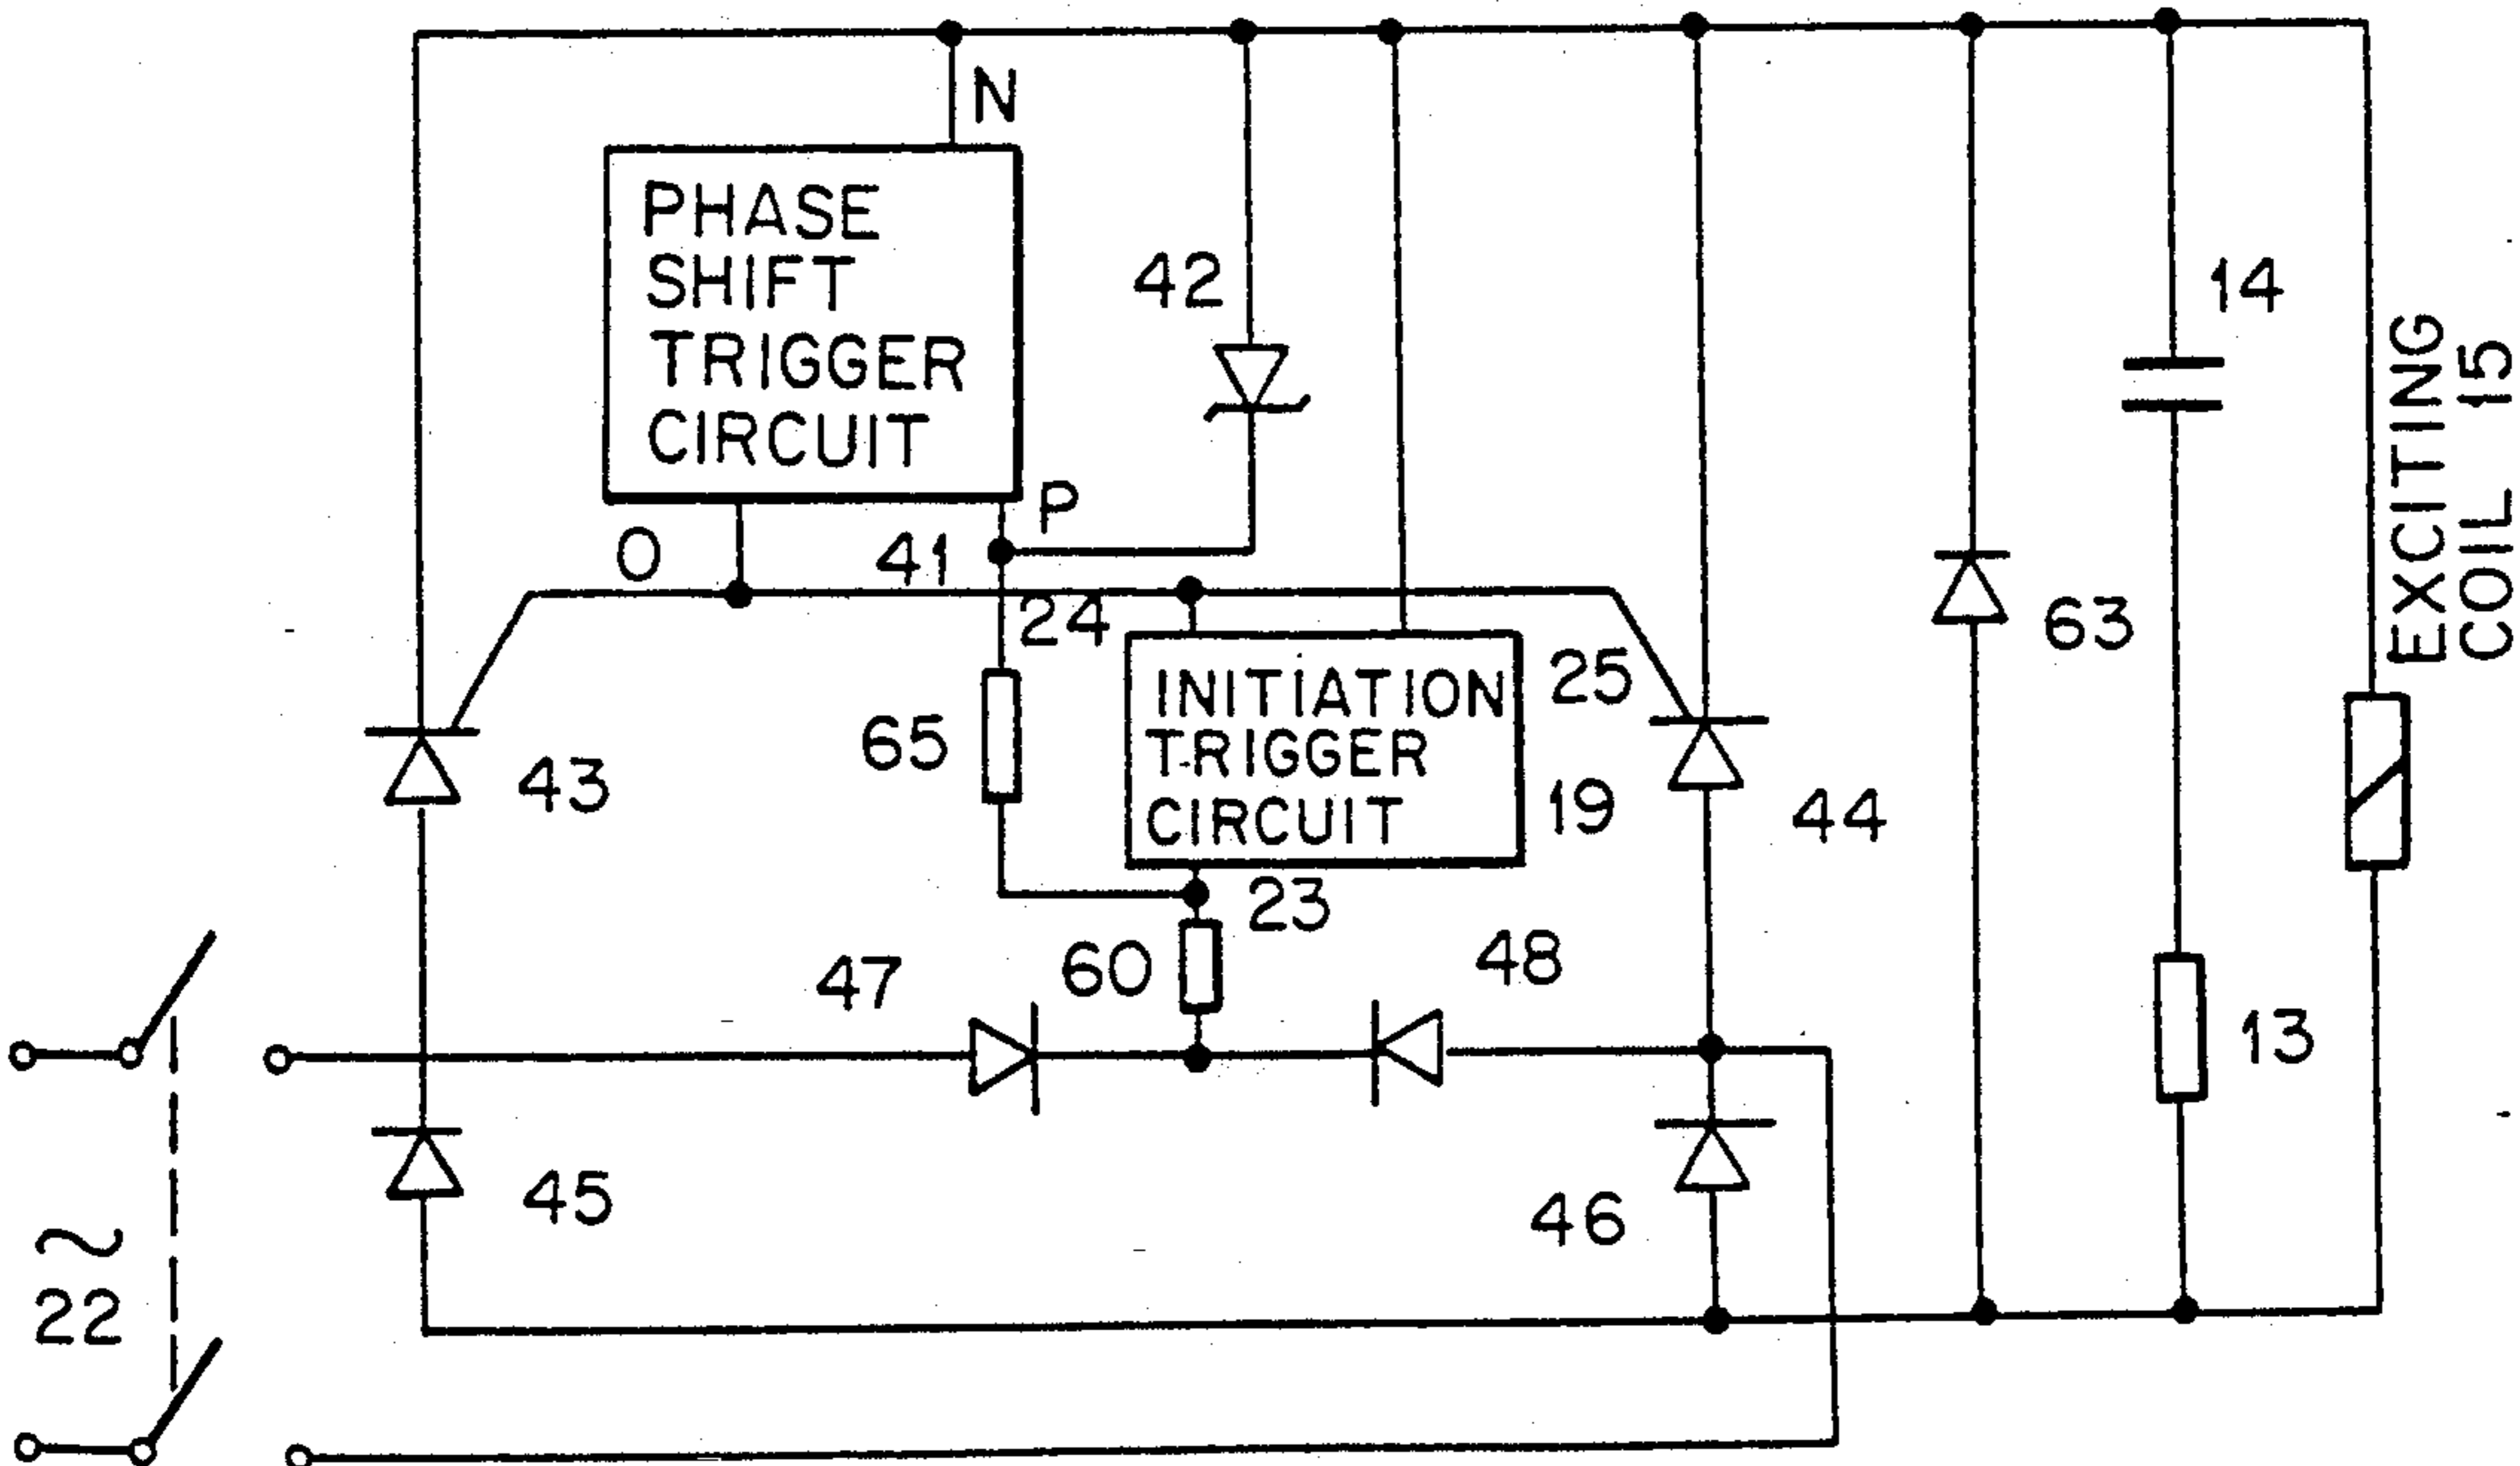 N
PHASE
SHIFT
TRIGGER
CIRCUIT
42
14
EXCITING
COIL 15
P
O
41
24
63
INITIATION
TRIGGER
CIRCUIT
25
65
43
19
44
23
60
48
47
13
45
46
~
22